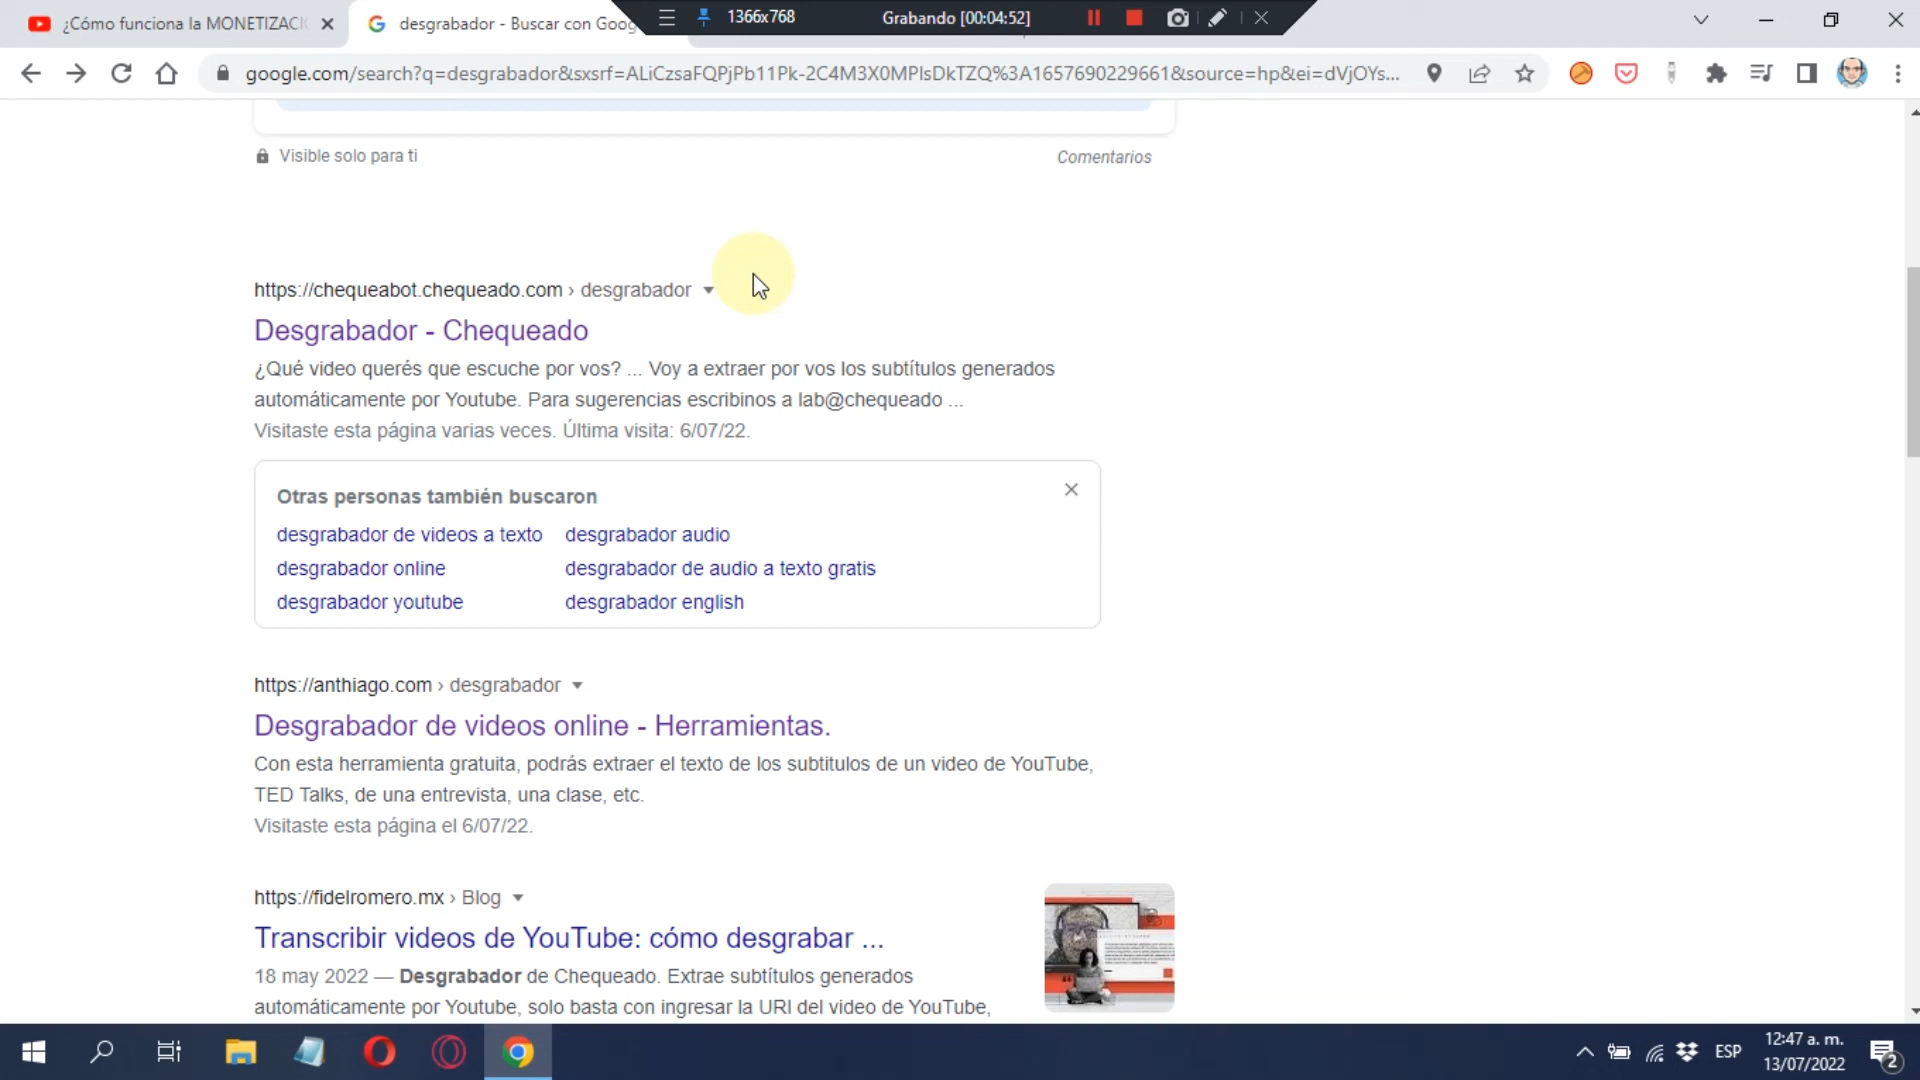 ¿Cómo funciona la MONETIZACI
desgrabador - Buscar con Goog
1366x768
Grabando [00:04:52]
google.com/search?q=desgrabador&sxsrf=ALiCzsaFQPjPb11Pk-2C4M3X0MPIsDkTZQ%3A1657690229661&source=hp&ei=dVjOYs...
Visible solo para ti
Comentarios
https://chequeabot.chequeado.com › desgrabador
Desgrabador - Chequeado
¿Qué video querés que escuche por vos? ... Voy a extraer por vos los subtítulos generados
automáticamente por Youtube. Para sugerencias escribinos a lab@chequeado ...
Visitaste esta página varias veces. Última visita: 6/07/22.
Otras personas también buscaron
desgrabador de videos a texto
desgrabador audio
desgrabador online
desgrabador de audio a texto gratis
desgrabador youtube
desgrabador english
https://anthiago.com › desgrabador
Desgrabador de videos online - Herramientas.
Con esta herramienta gratuita, podrás extraer el texto de los subtitulos de un video de YouTube,
TED Talks, de una entrevista, una clase, etc.
Visitaste esta página el 6/07/22.
https://fidelromero.mx › Blog
Transcribir videos de YouTube: cómo desgrabar ...
18 may 2022 — Desgrabador de Chequeado. Extrae subtítulos generados
automáticamente por Youtube, solo basta con ingresar la URl del video de YouTube,
ESP
12:47 a. m.
13/07/2022
2